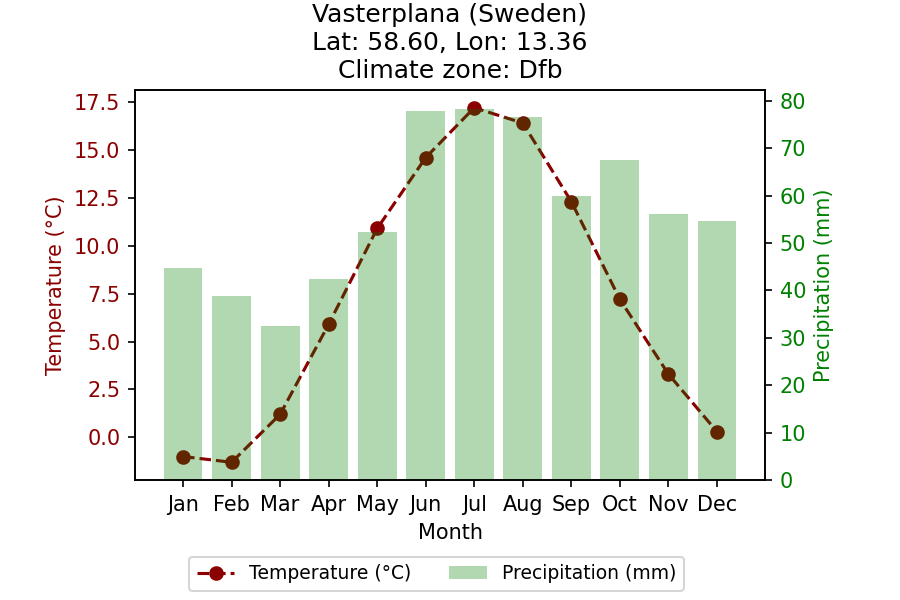 Vasterplana (Sweden)
Lat: 58.60, Lon: 13.36
Climate zone: Dfb
Temperature (°C)
17.5
15.0
12.5
10.0
7.5
5.0
2.5
0.0
80
70
60
50
40
30
20
10
0
Precipitation (mm)
Jan Feb Mar Apr May Jun Jul Aug Sep Oct Nov Dec
Month
Temperature (°C) Precipitation (mm)